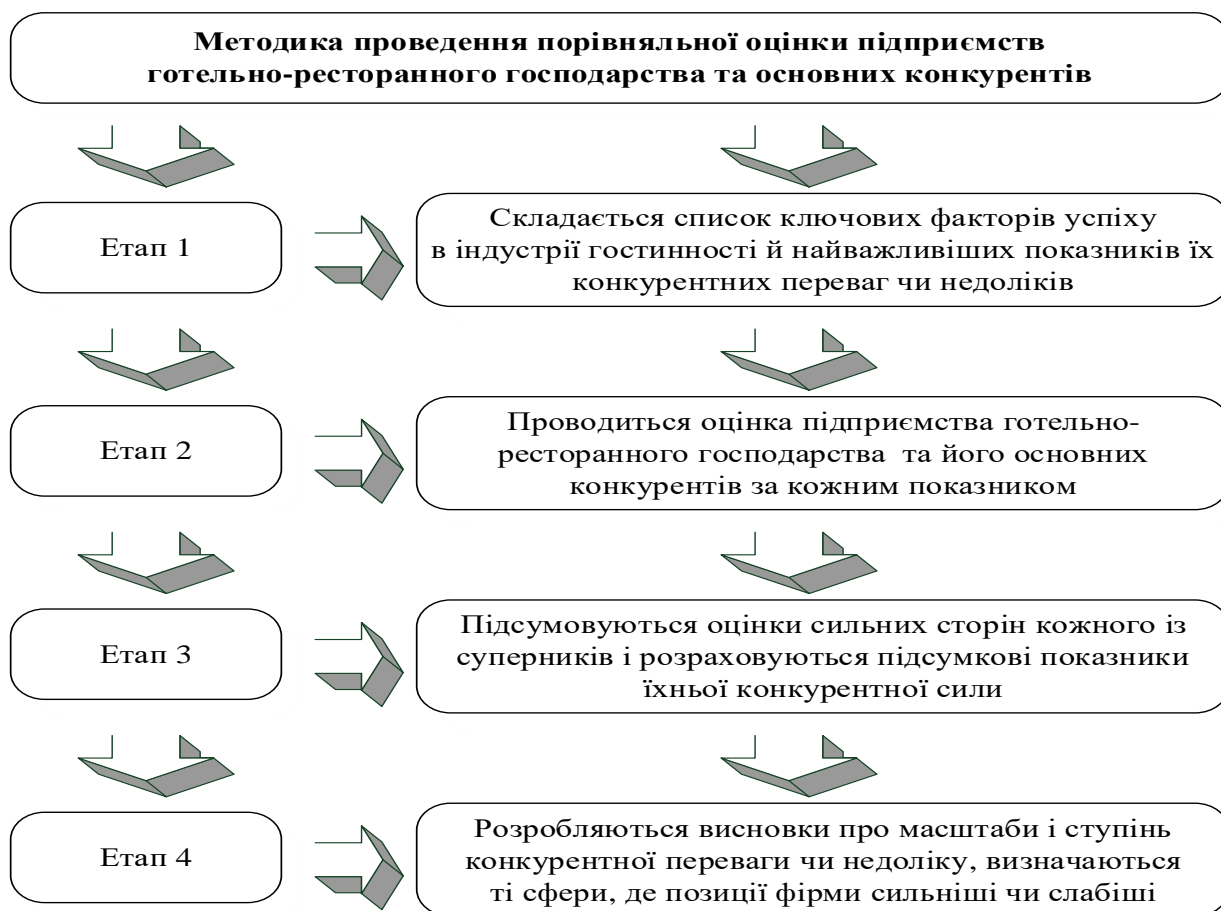 Методика проведення порівняльної оцінки підприємств
готельно-ресторанного господарства та основних конкурентів
Етап 1
Складається список ключових факторів успіху
в індустрії гостинності й найважливіших показників їх
конкурентних переваг чи недоліків
Етап 2
Проводиться оцінка підприємства готельно-
ресторанного господарства та його основних
конкурентів за кожним показником
Етап 3
Підсумовуються оцінки сильних сторін кожного із
суперників і розраховуються підсумкові показники
їхньої конкурентної сили
Етап 4
Розробляються висновки про масштаби і ступінь
конкурентної переваги чи недоліку, визначаються
ті сфери, де позиції фірми сильніші чи слабіші